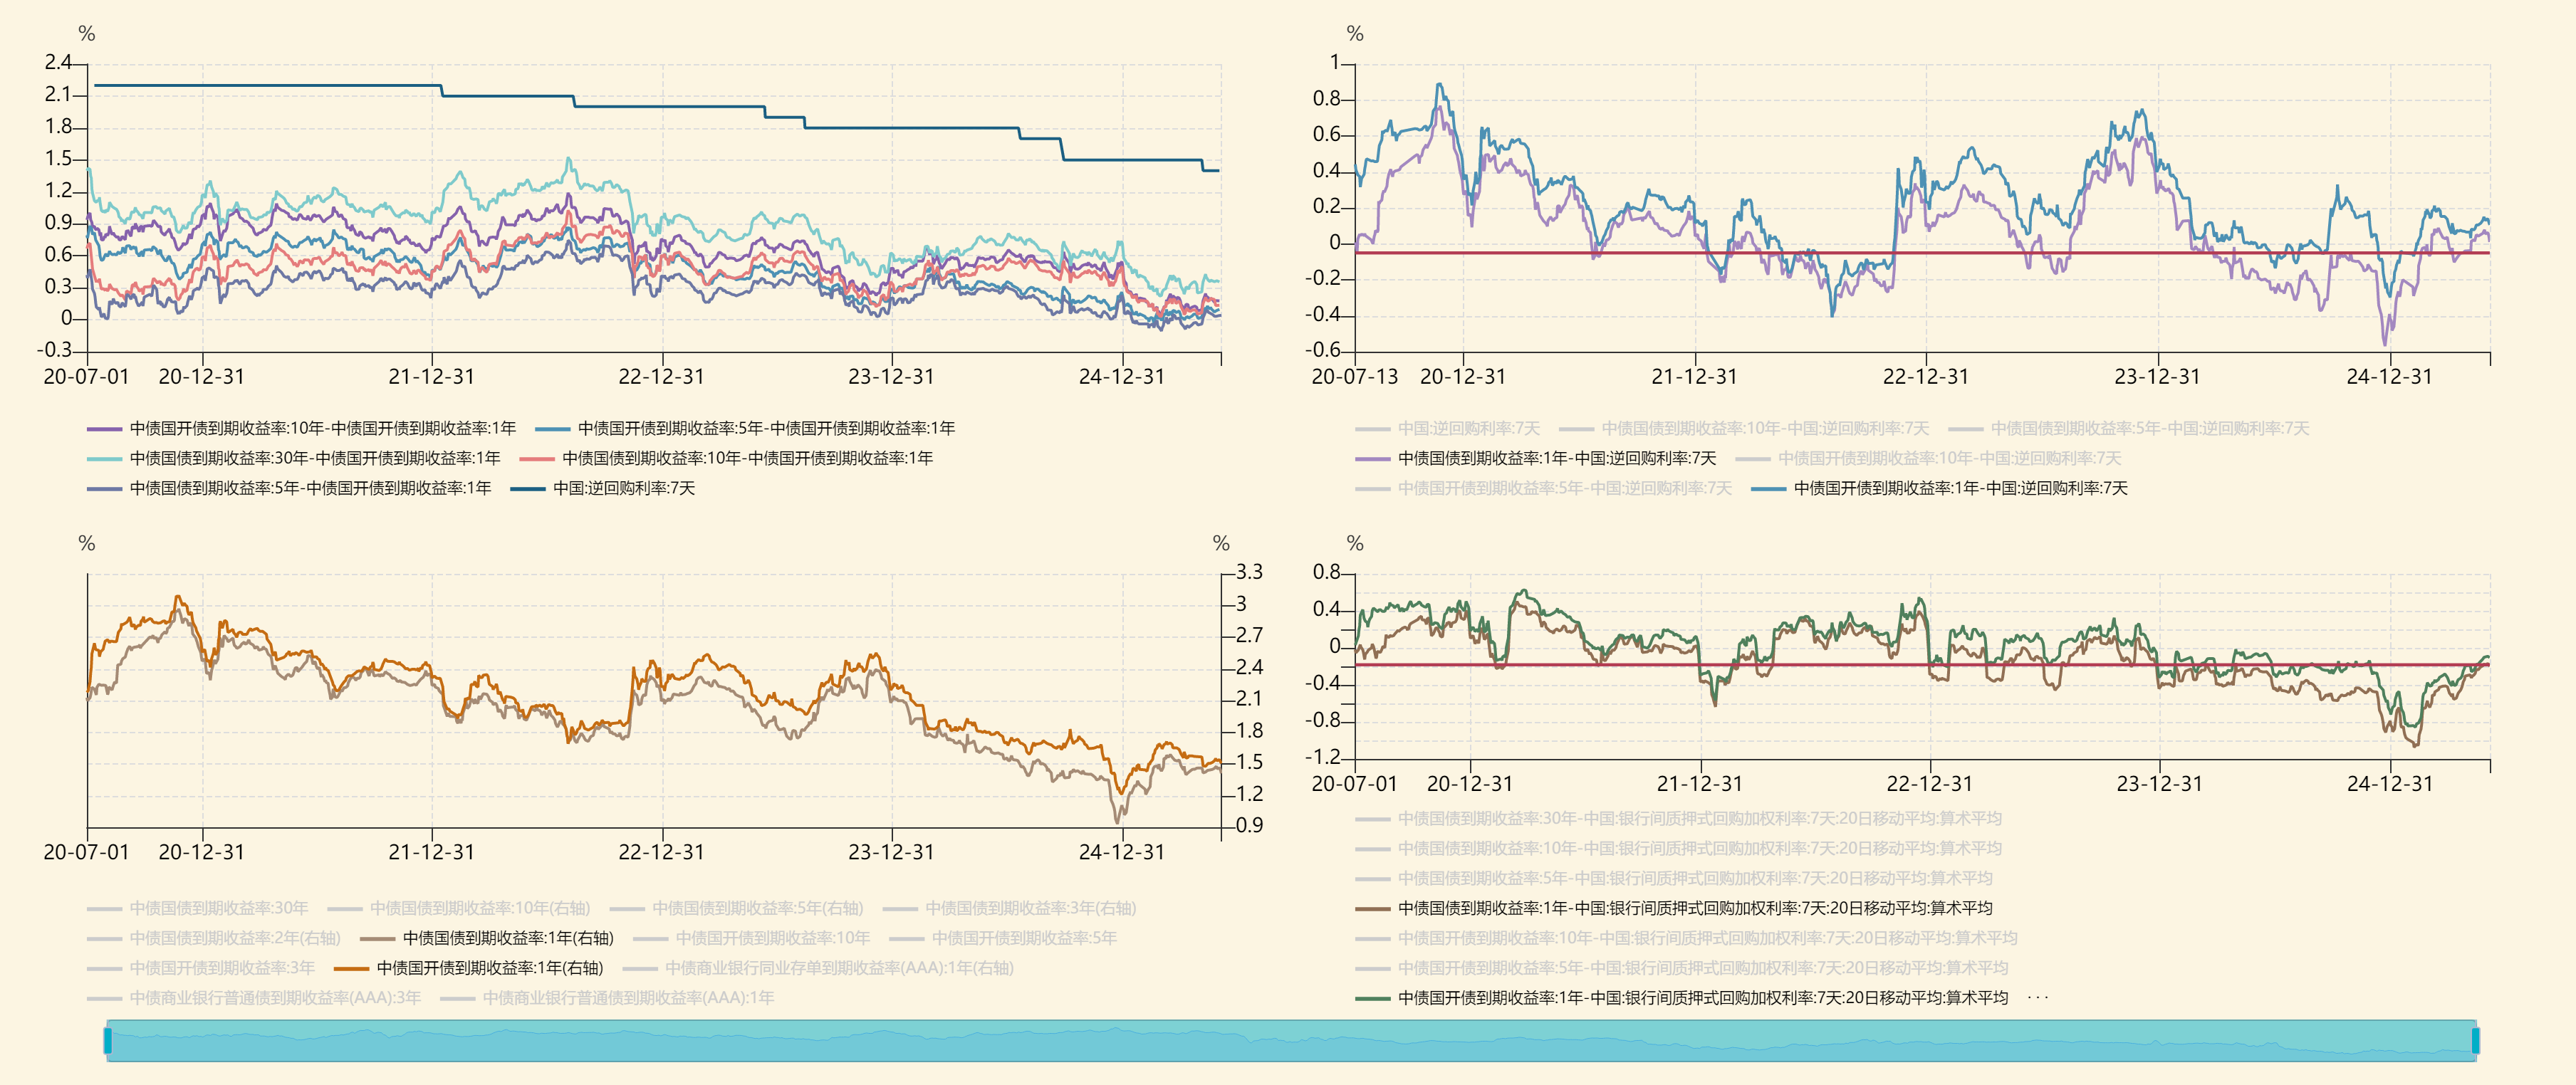 %
2.4
2.1
1.8
1.5
1.2
0.9
0.6
0.3
0
-0.3
20-07-01 20-12-31 21-12-31 22-12-31 23-12-31 24-12-31
中债国开债到期收益率:10年-中债国开债到期收益率:1年 中债国开债到期收益率:5年-中债国开债到期收益率:1年
中债国债到期收益率:30年-中债国开债到期收益率:1年 中债国债到期收益率:10年-中债国开债到期收益率:1年
中债国债到期收益率:5年-中债国开债到期收益率:1年 中国:逆回购利率:7天
%
1
0.8
0.6
0.4
0.2
0
-0.2
-0.4
-0.6
20-07-13 20-12-31 21-12-31 22-12-31 23-12-31 24-12-31
中国:逆回购利率:7天 中债国债到期收益率:10年-中国:逆回购利率:7天 中债国债到期收益率:5年-中国:逆回购利率:7天
中债国债到期收益率:1年-中国:逆回购利率:7天 中债国开债到期收益率:10年-中国:逆回购利率:7天
中债国开债到期收益率:5年-中国:逆回购利率:7天 中债国开债到期收益率:1年-中国:逆回购利率:7天
% %
3.3
3
2.7
2.4
2.1
1.8
1.5
1.2
0.9
20-07-01 20-12-31 21-12-31 22-12-31 23-12-31 24-12-31
中债国债到期收益率:30年 中债国债到期收益率:10年(右轴) 中债国债到期收益率:5年(右轴) 中债国债到期收益率:3年(右轴)
中债国债到期收益率:2年(右轴) 中债国债到期收益率:1年(右轴) 中债国开债到期收益率:10年 中债国开债到期收益率:5年
中债国开债到期收益率:3年 中债国开债到期收益率:1年(右轴) 中债商业银行同业存单到期收益率(AAA):1年(右轴)
中债商业银行普通债到期收益率(AAA):3年 中债商业银行普通债到期收益率(AAA):1年
%
0.8
0.4
0
-0.4
-0.8
-1.2
20-07-01 20-12-31 21-12-31 22-12-31 23-12-31 24-12-31
中债国债到期收益率:30年-中国:银行间质押式回购加权利率:7天:20日移动平均:算术平均
中债国债到期收益率:10年-中国:银行间质押式回购加权利率:7天:20日移动平均:算术平均
中债国债到期收益率:5年-中国:银行间质押式回购加权利率:7天:20日移动平均:算术平均
中债国债到期收益率:1年-中国:银行间质押式回购加权利率:7天:20日移动平均:算术平均
中债国开债到期收益率:10年-中国:银行间质押式回购加权利率:7天:20日移动平均:算术平均
中债国开债到期收益率:5年-中国:银行间质押式回购加权利率:7天:20日移动平均:算术平均
中债国开债到期收益率:1年-中国:银行间质押式回购加权利率:7天:20日移动平均:算术平均 ···